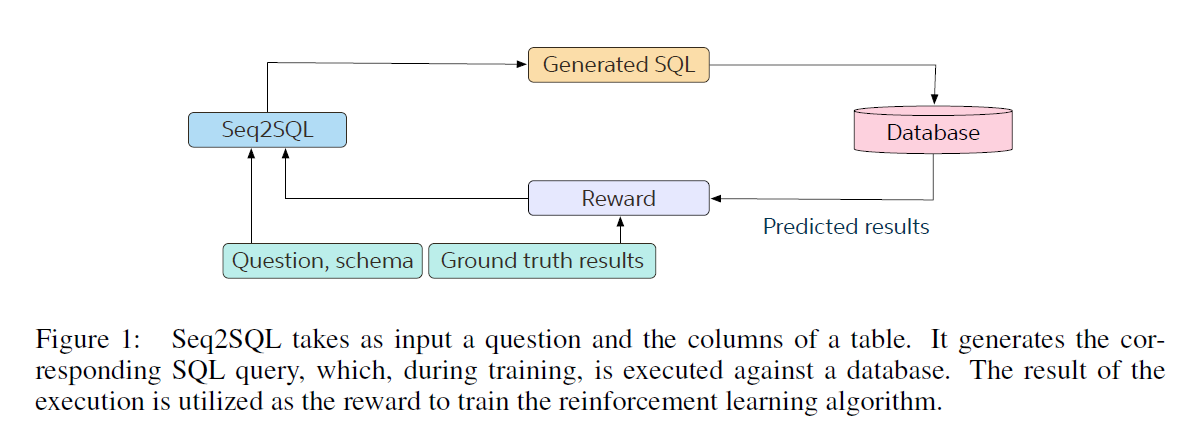 Generated SQL
Seq2SQL
Database
Reward
Predicted results
Question, schema
Ground truth results
Figure 1: Seq2SQL takes as input a question and the columns of a table. It generates the cor-
responding SQL query, which, during training, is executed against a database. The result of the
execution is utilized as the reward to train the reinforcement learning algorithm.